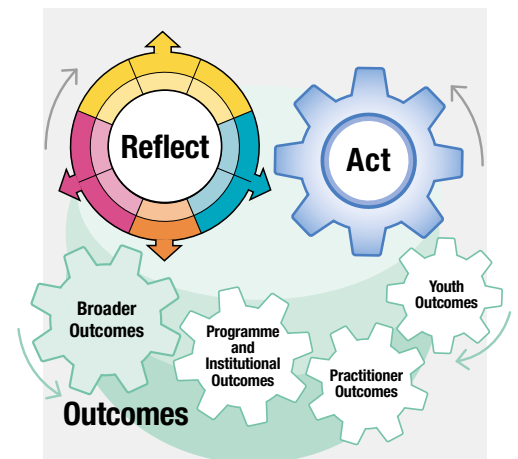 Reflect
Act
Broader
Outcomes
Programme
and
Institutional
Outcomes
Practitioner
Outcomes
Youth
Outcomes
Outcomes